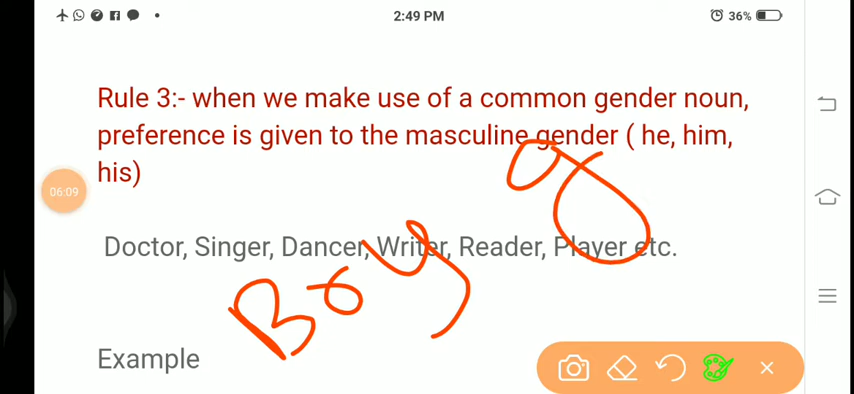 2:49 PM
36%
Rule 3:- when we make use of a common gender noun,
preference is given to the masculine gender ( he, him,
his)
06:09
Doctor, Singer, Dancer, Writer, Reader, Player etc.
Boy
Example